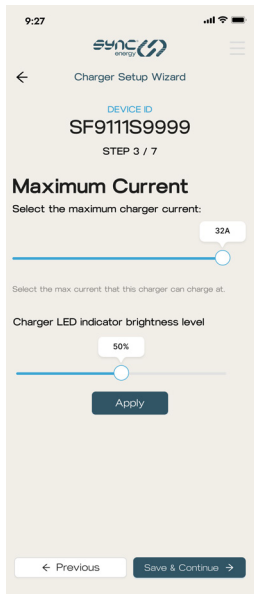 9:27
sync
energy
Charger Setup Wizard
DEVICE ID
SF9111S9999
STEP 3 / 7
Maximum Current
Select the maximum charger current:
32A
Select the max current that this charger can charge at.
Charger LED indicator brightness level
50%
Apply
← Previous
Save & Continue →